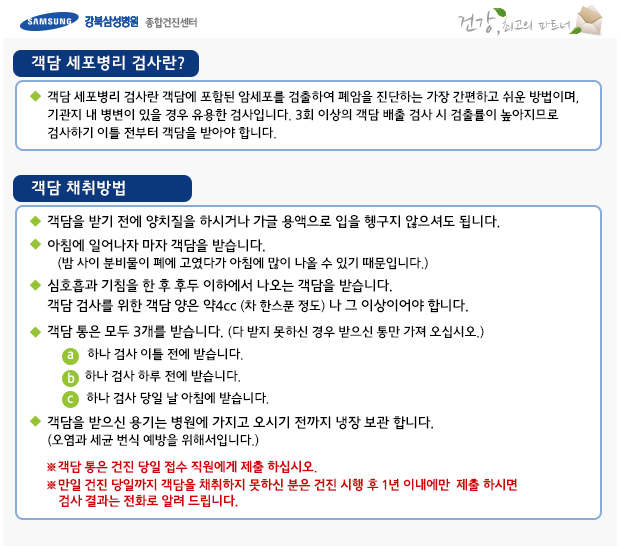 SAMSUNG 강북삼성병원 종합건진센터
건강, 최고의 파트너
객담 세포병리 검사란?
객담 세포병리 검사란 객담에 포함된 암세포를 검출하여 폐암을 진단하는 가장 간편하고 쉬운 방법이며,
기관지 내 병변이 있을 경우 유용한 검사입니다. 3회 이상의 객담 배출 검사 시 검출률이 높아지므로
검사하기 이틀 전부터 객담을 받아야 합니다.
객담 채취방법
객담을 받기 전에 양치질을 하시거나 가글 용액으로 입을 헹구지 않으셔도 됩니다.
아침에 일어나자 마자 객담을 받습니다.
(밤 사이 분비물이 폐에 고였다가 아침에 많이 나올 수 있기 때문입니다.)
심호흡과 기침을 한 후 후두 이하에서 나오는 객담을 받습니다.
객담 검사를 위한 객담 양은 약4cc (차 한스푼 정도) 나 그 이상이어야 합니다.
객담 통은 모두 3개를 받습니다. (다 받지 못하신 경우 받으신 통만 가져 오십시오.)
a 하나 검사 이틀 전에 받습니다.
b 하나 검사 하루 전에 받습니다.
c 하나 검사 당일 날 아침에 받습니다.
객담을 받으신 용기는 병원에 가지고 오시기 전까지 냉장 보관 합니다.
(오염과 세균 번식 예방을 위해서입니다.)
※객담 통은 건진 당일 접수 직원에게 제출 하십시오.
※만일 건진 당일까지 객담을 채취하지 못하신 분은 건진 시행 후 1년 이내에만 제출 하시면
검사 결과는 전화로 알려 드립니다.